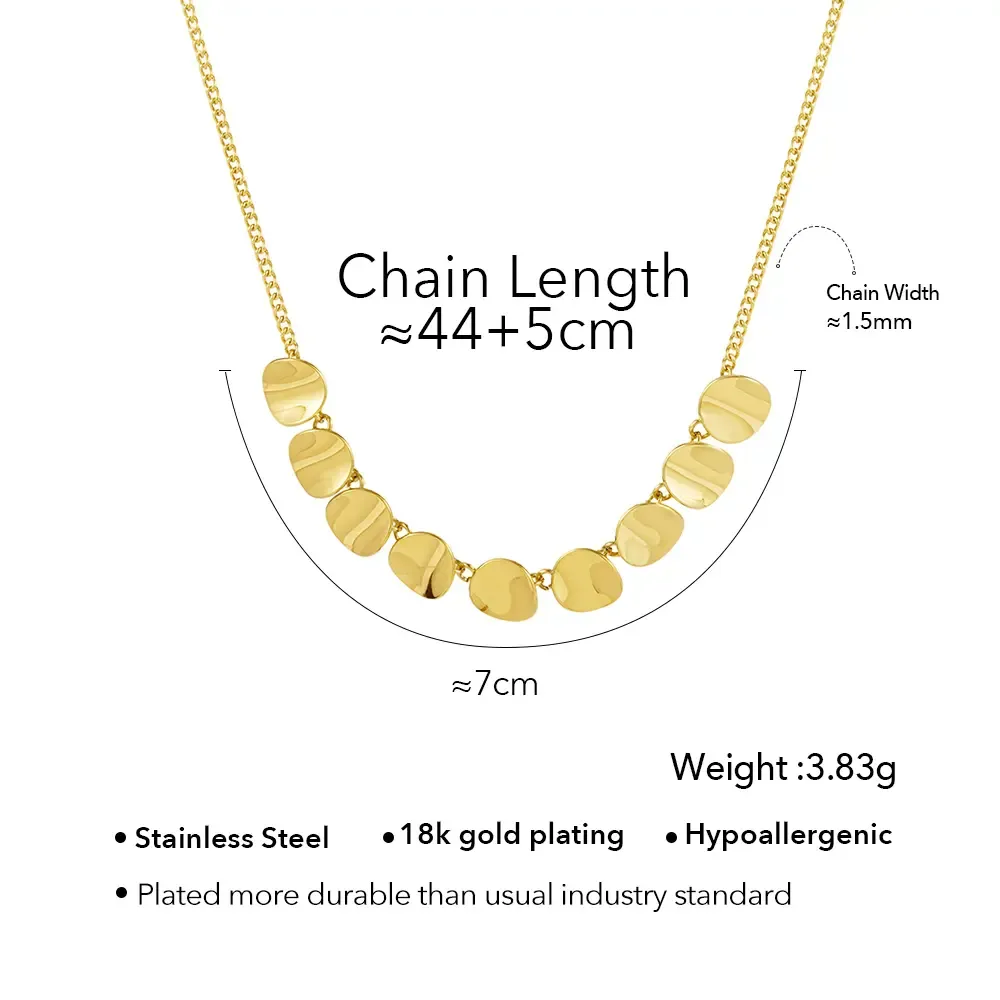 Chain Length
≈44+5cm
Chain Width
≈1.5mm
≈7cm
Weight :3.83g
• Stainless Steel
• 18k gold plating
• Hypoallergenic
• Plated more durable than usual industry standard